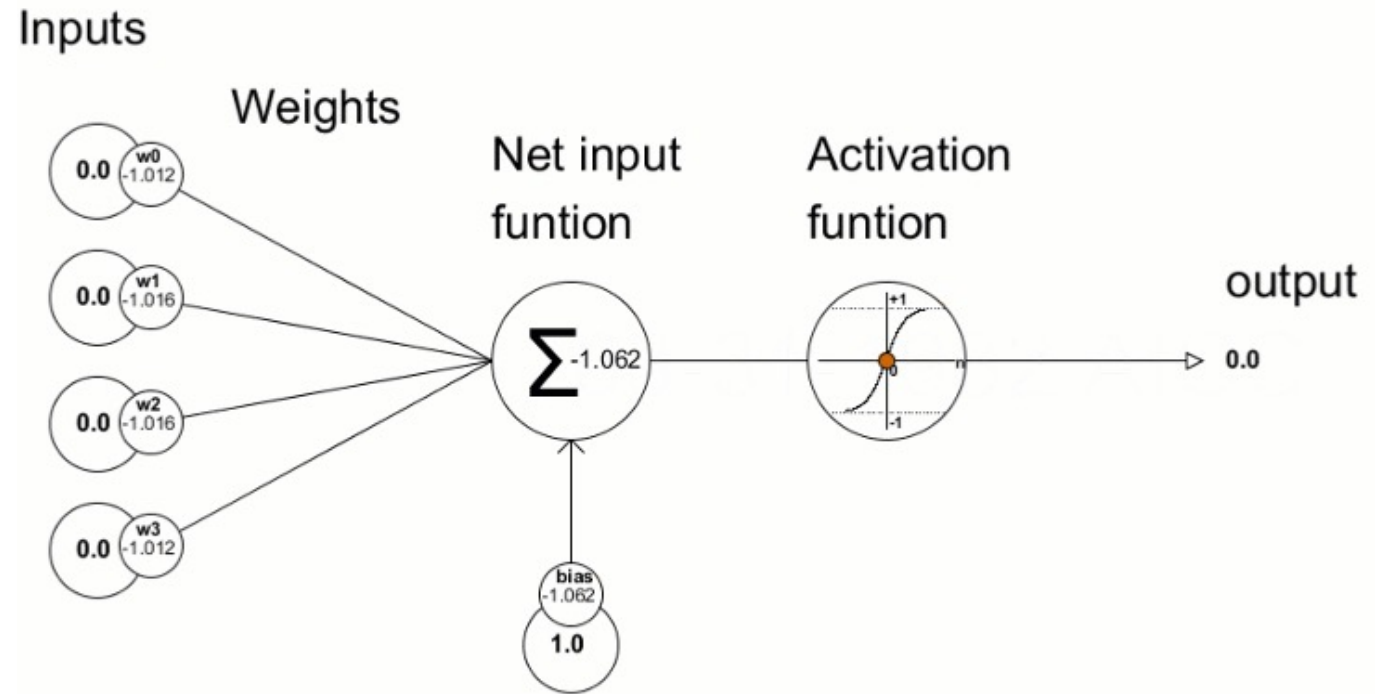 Inputs
Weights
Net input
funtion
Activation
funtion
output
0.0
w0
-1.012
0.0
w1
-1.016
0.0
w2
-1.016
0.0
w3
-1.012
∑ -1.062
+1
0
n
-1
0.0
bias
-1.062
1.0